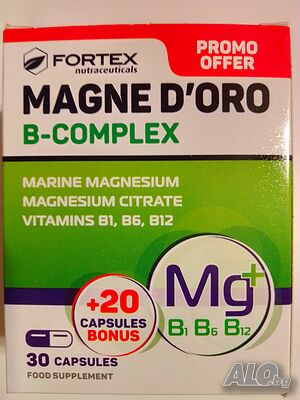 FORTEX
nutraceuticals
PROMO
OFFER
MAGNE D'ORO
B-COMPLEX
MARINE MAGNESIUM
MAGNESIUM CITRATE
VITAMINS B1, B6, B12
+20
CAPSULES
BONUS
Mg+
B1 B6 B12
30 CAPSULES
FOOD SUPPLEMENT
ALO.bg